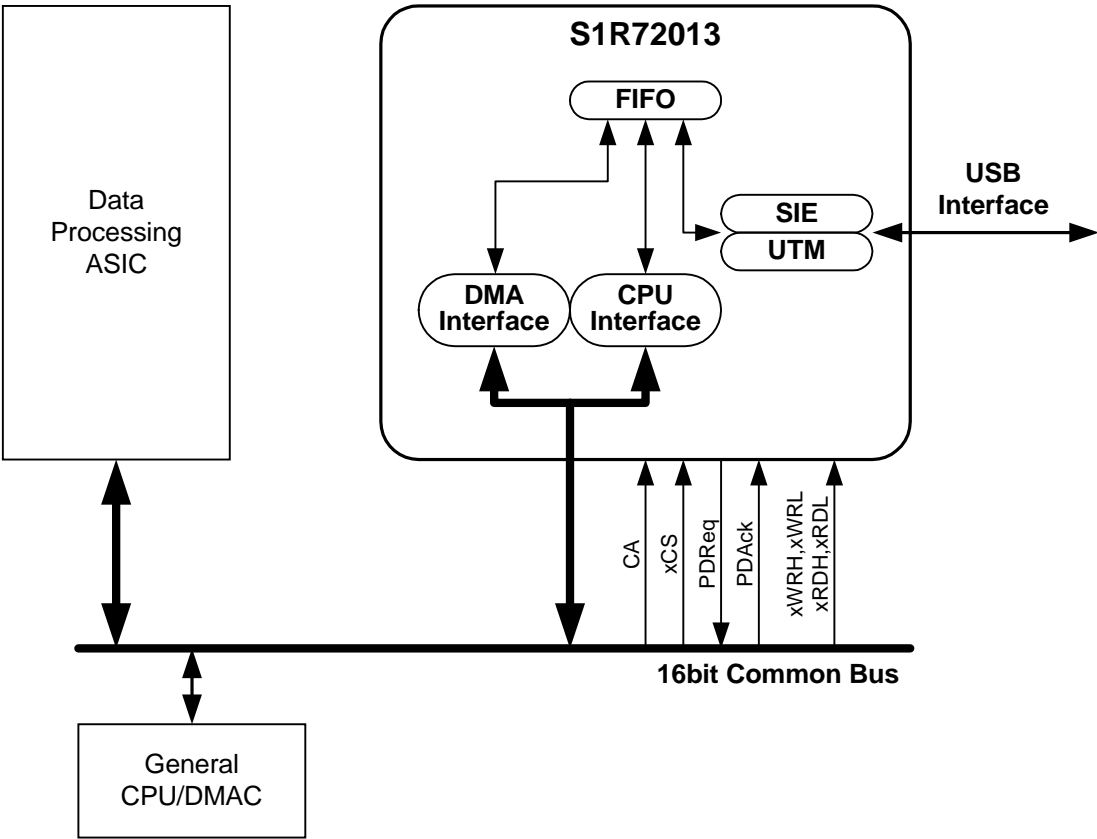 S1R72013
FIFO
Data
Processing
ASIC
SIE
UTM
USB
Interface
DMA
Interface
CPU
Interface
CA
xCS
PDReq
PDAck
xWRH,xWRL
xRDH,xRDL
16bit Common Bus
General
CPU/DMAC